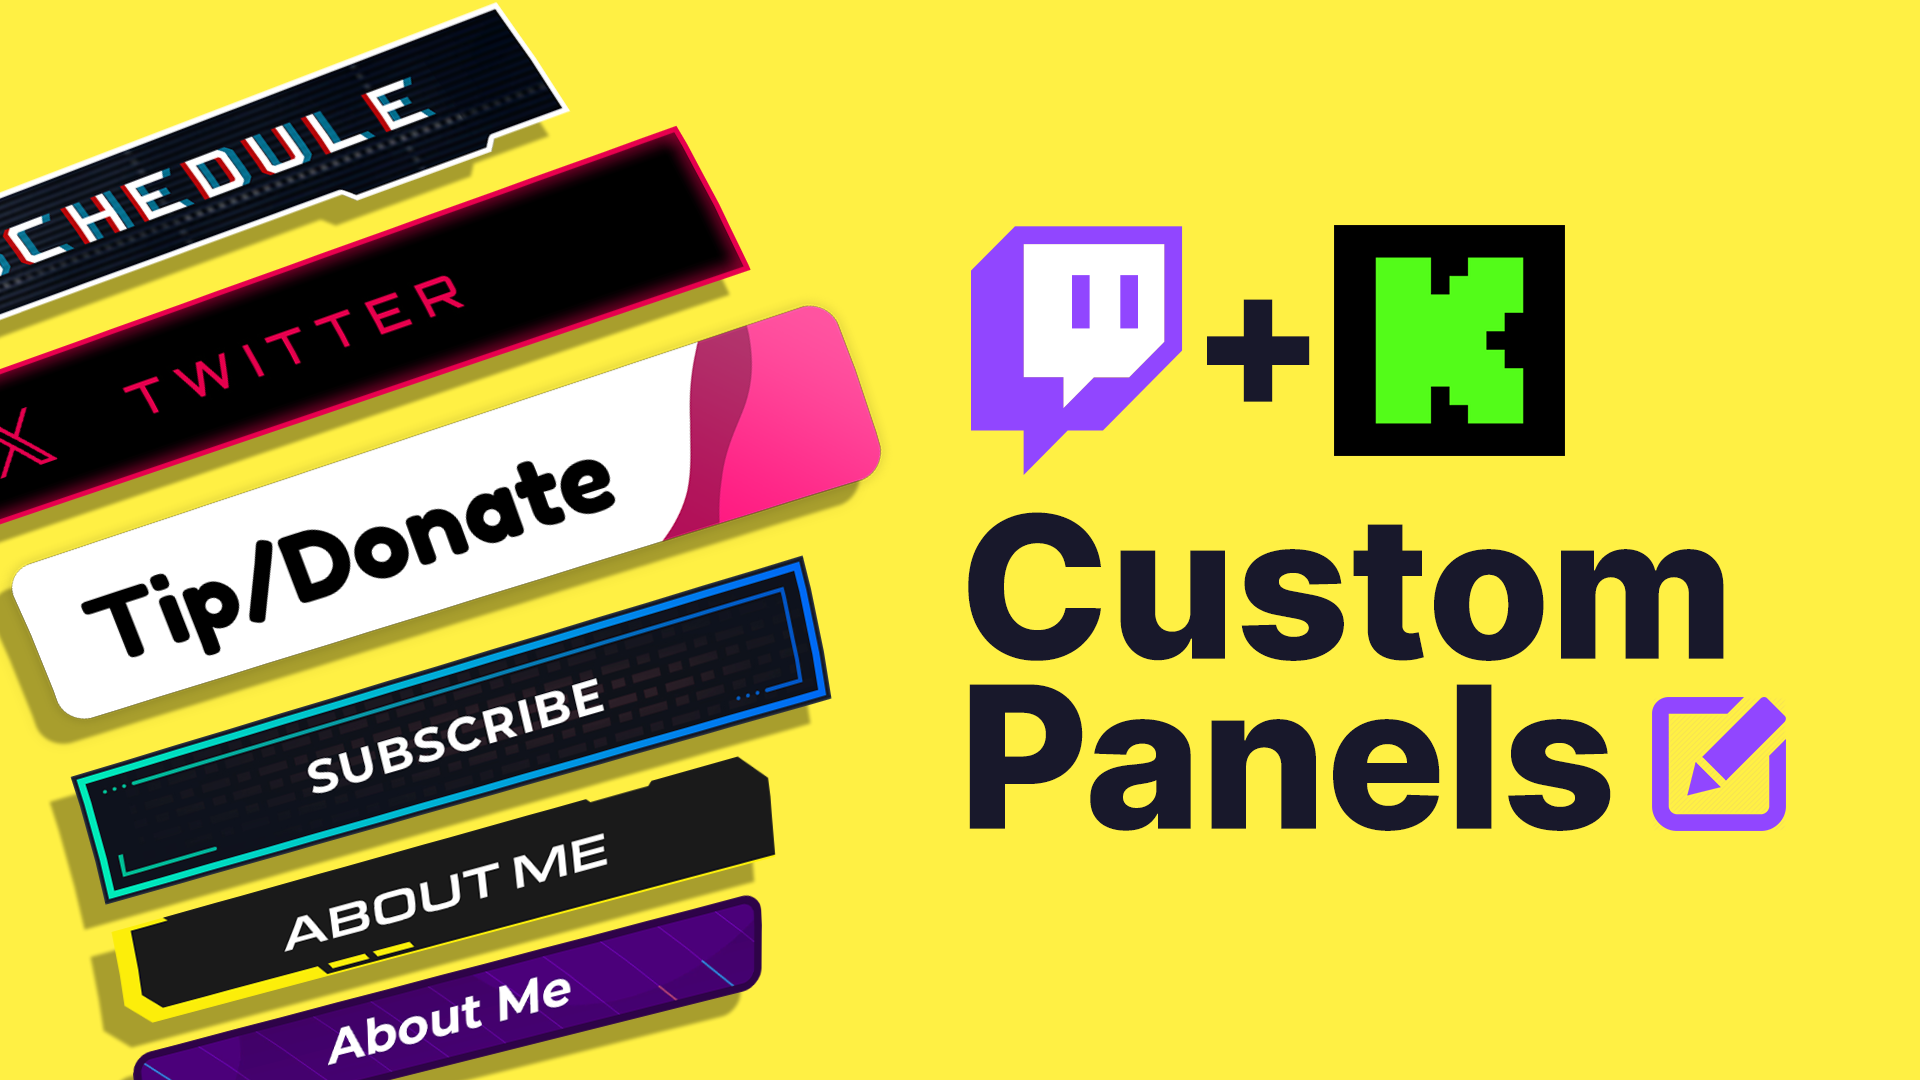 SCHEDULE
X TWITTER
Tip/Donate
SUBSCRIBE
ABOUT ME
About Me
+ K
Custom
Panels